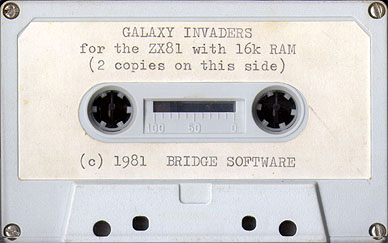 GALAXY INVADERS
for the ZX81 with 16k RAM
(2 copies on this side)
100 50 0
(c) 1981 BRIDGE SOFTWARE